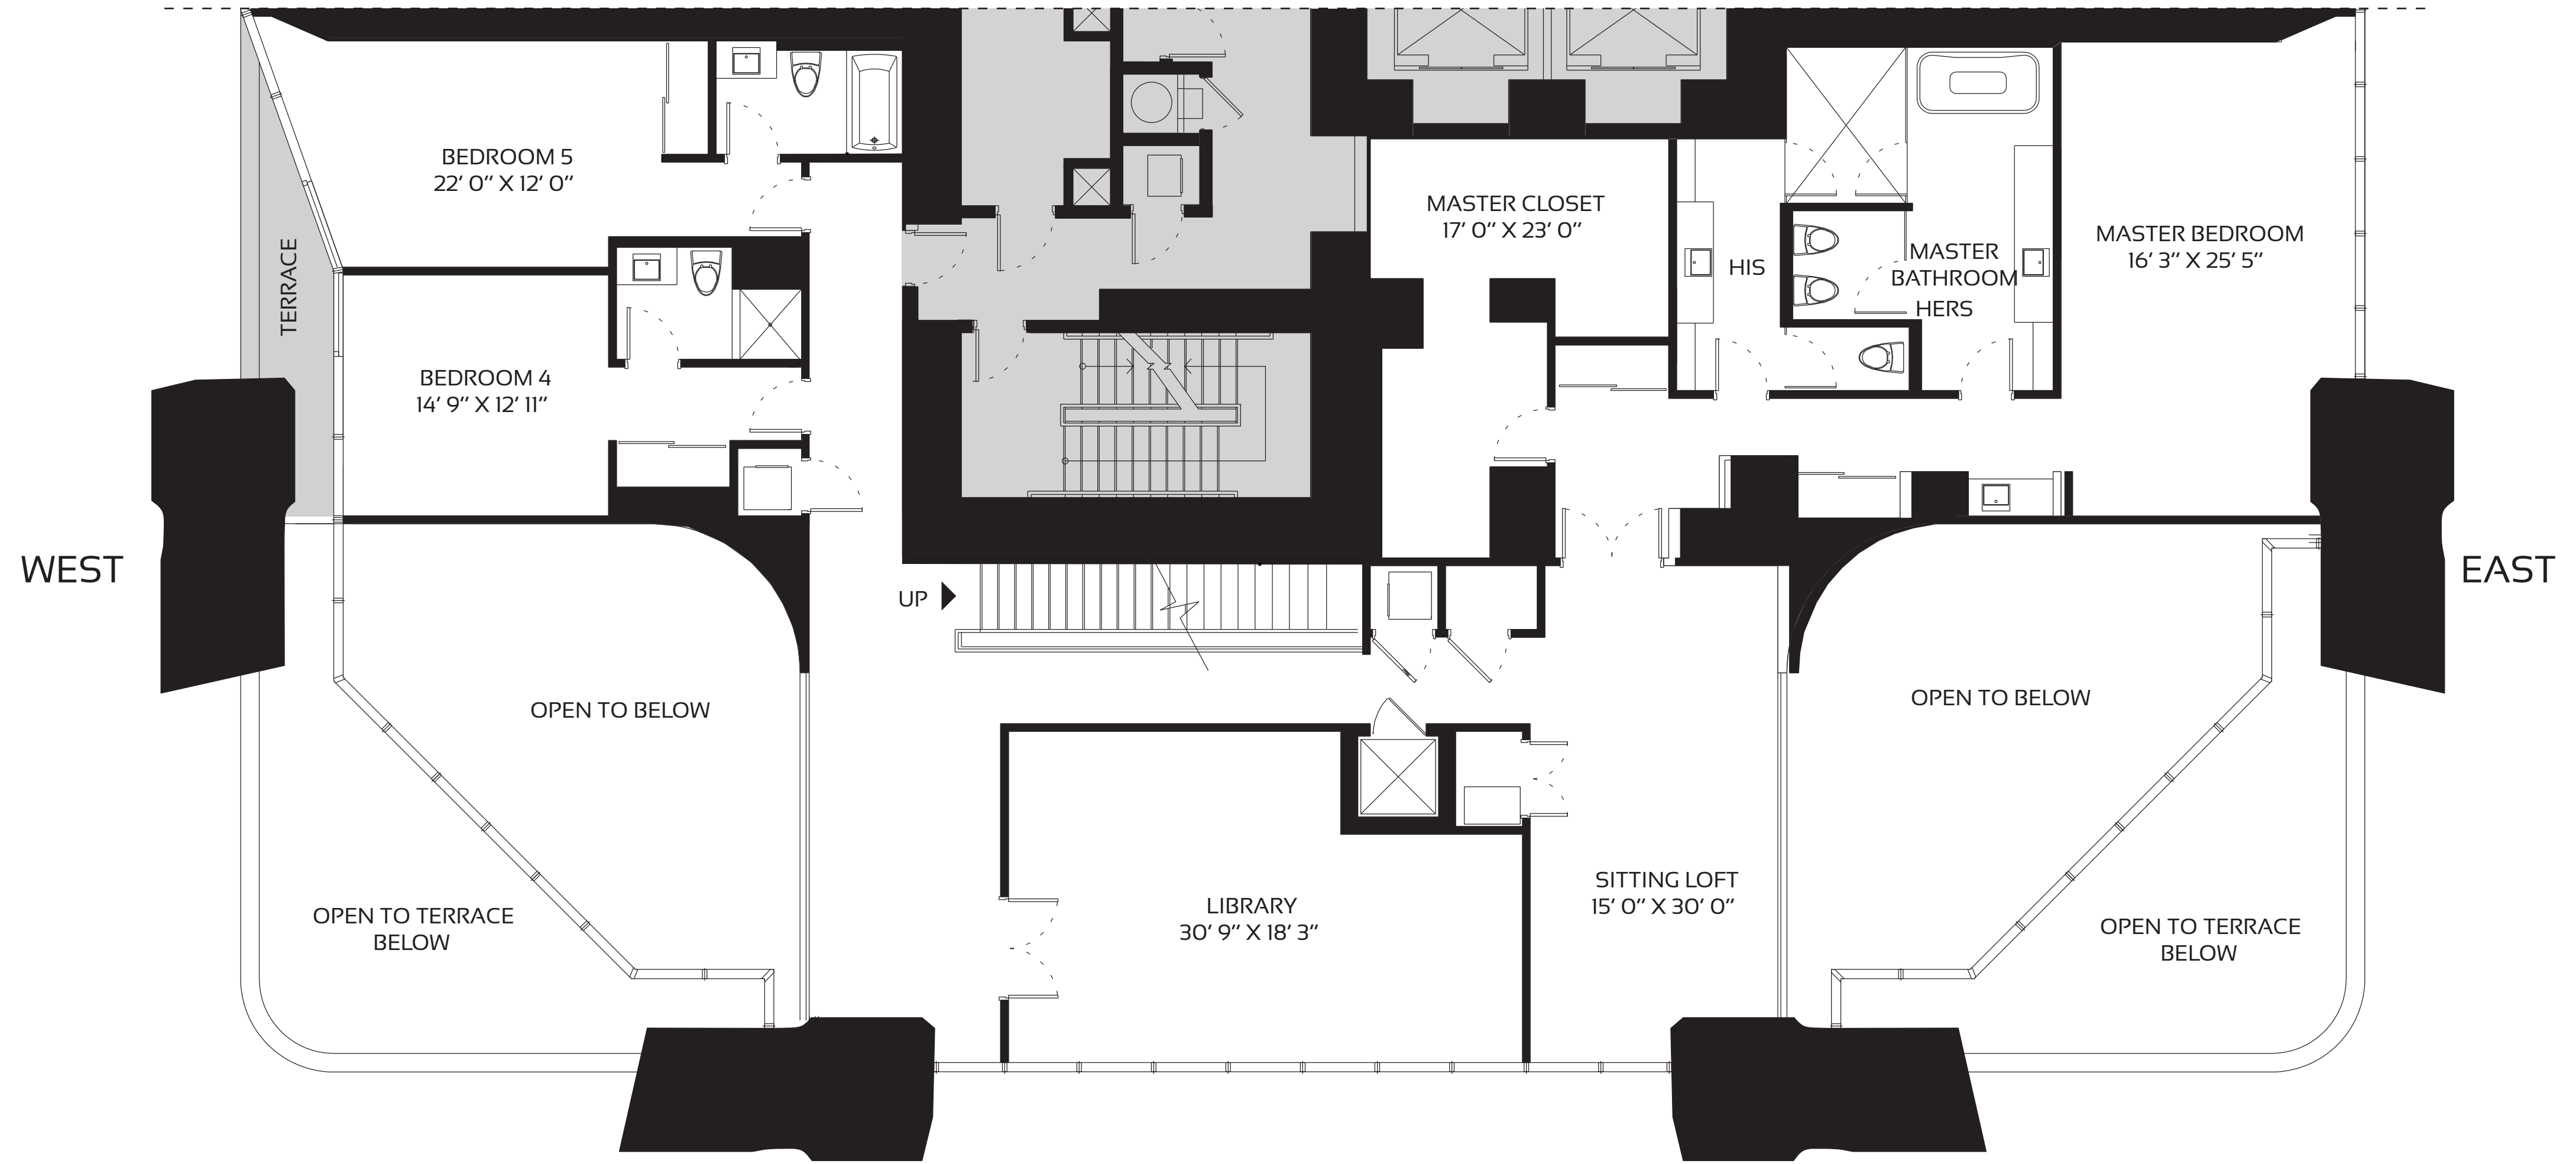 BEDROOM 5
22' 0" X 12' 0"
TERRACE
BEDROOM 4
14' 9" X 12' 11"
MASTER CLOSET
17' 0" X 23' 0"
HIS
MASTER
BATHROOM
HERS
MASTER BEDROOM
16' 3" X 25' 5"
WEST
EAST
UP
OPEN TO BELOW
OPEN TO BELOW
OPEN TO TERRACE
BELOW
LIBRARY
30' 9" X 18' 3"
SITTING LOFT
15' 0" X 30' 0"
OPEN TO TERRACE
BELOW